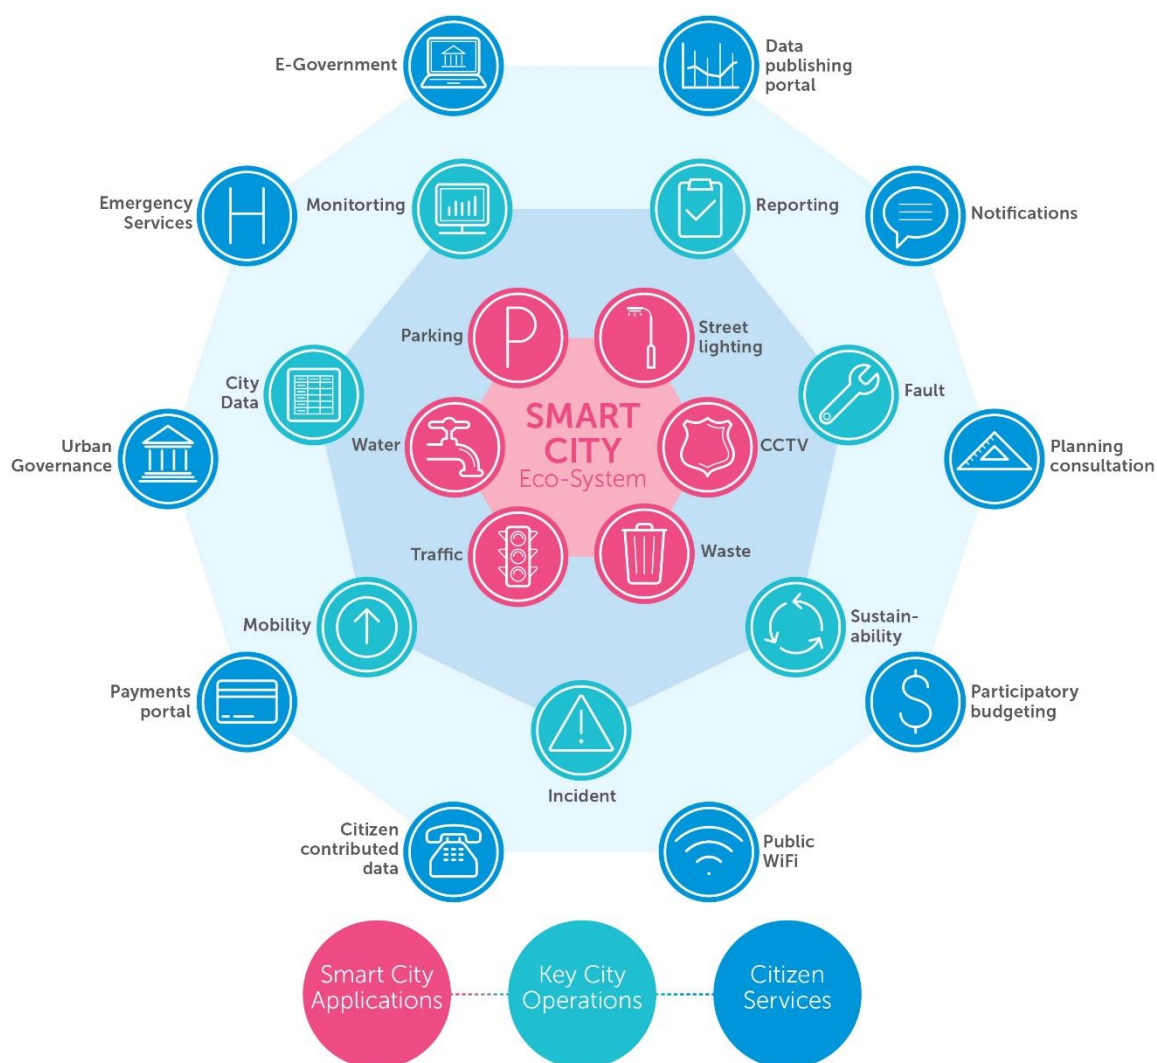 E-Government
Data
publishing
portal
Emergency
Services
Monitorting
Reporting
Notifications
Parking
Street
lighting
City
Data
Fault
SMART
CITY
Eco-System
Water
CCTV
Urban
Governance
Planning
consultation
Traffic
Waste
Mobility
Sustain-
ability
Payments
portal
Participatory
budgeting
Incident
Citizen
contributed
data
Public
WiFi
Smart City
Applications
Key City
Operations
Citizen
Services